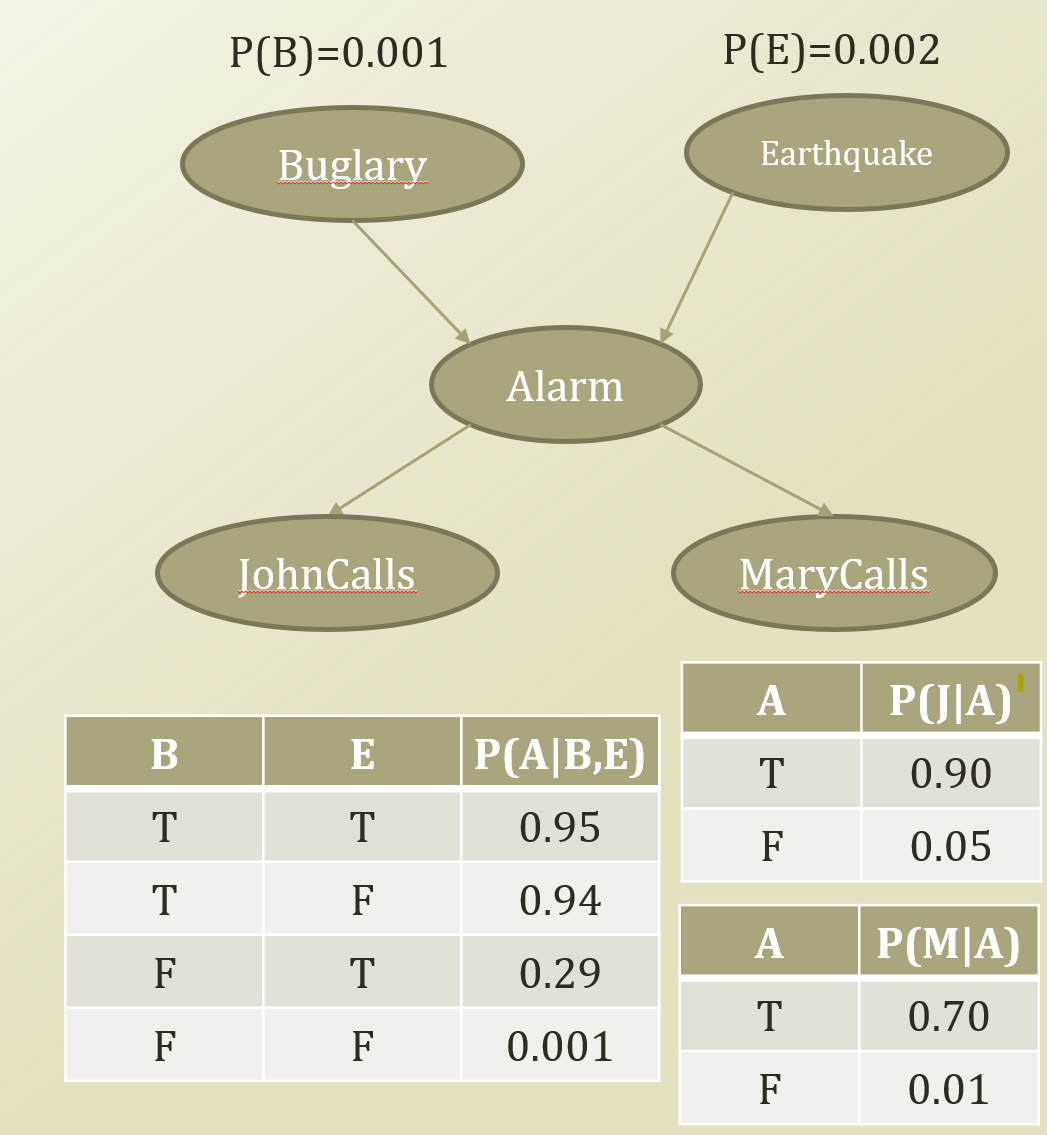 P(B)=0.001
P(E)=0.002
Buglary
Earthquake
Alarm
JohnCalls
MaryCalls
A P(J|A)
T 0.90
F 0.05
B E P(A|B,E)
T T 0.95
T F 0.94
F T 0.29
F F 0.001
A P(M|A)
T 0.70
F 0.01